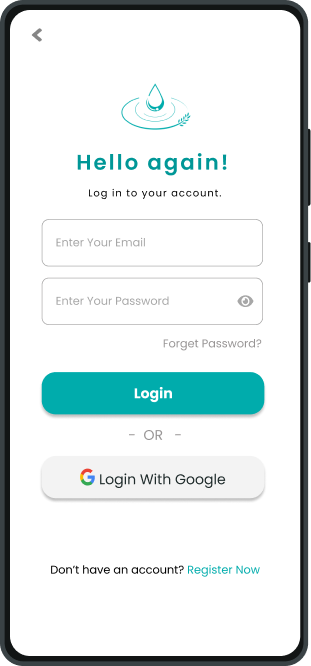 Hello again!
Log in to your account.
Enter Your Email
Enter Your Password
Forget Password?
Login
- OR -
Login With Google
Don't have an account? Register Now